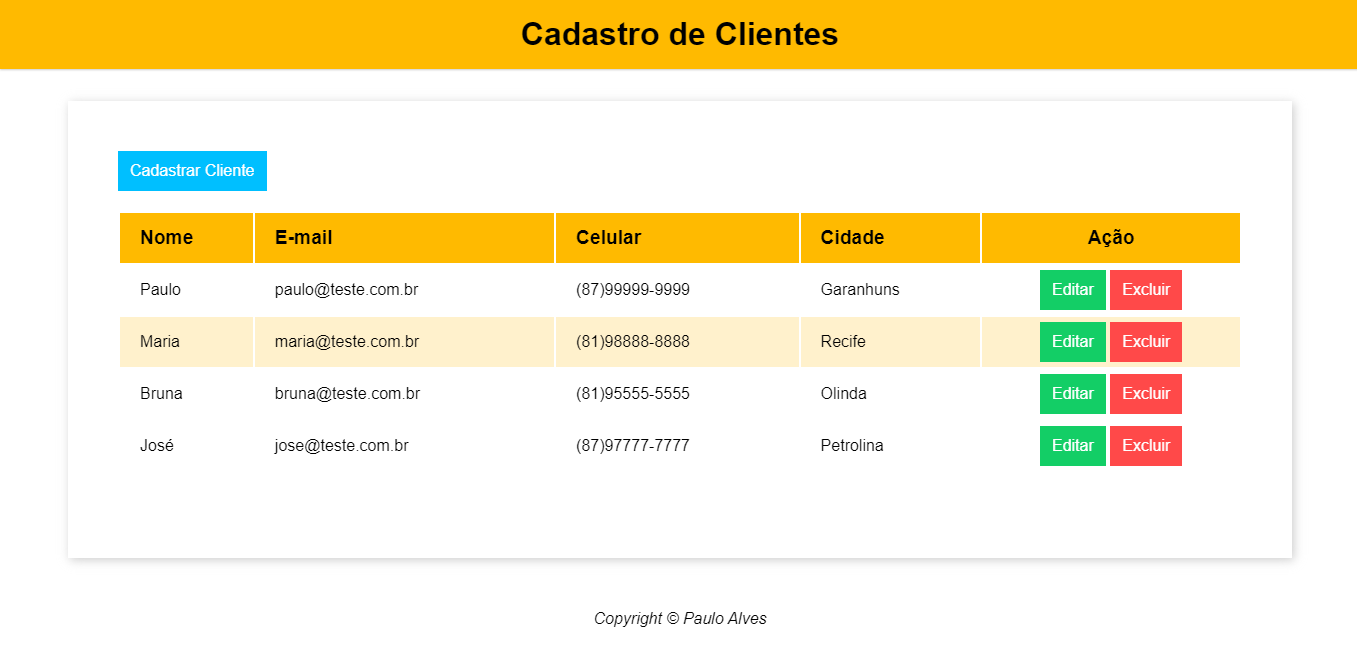 Cadastro de Clientes
Cadastrar Cliente
Nome E-mail Celular Cidade Ação
Paulo paulo@teste.com.br (87)99999-9999 Garanhuns Editar Excluir
Maria maria@teste.com.br (81)98888-8888 Recife Editar Excluir
Bruna bruna@teste.com.br (81)95555-5555 Olinda Editar Excluir
José jose@teste.com.br (87)97777-7777 Petrolina Editar Excluir
Copyright © Paulo Alves